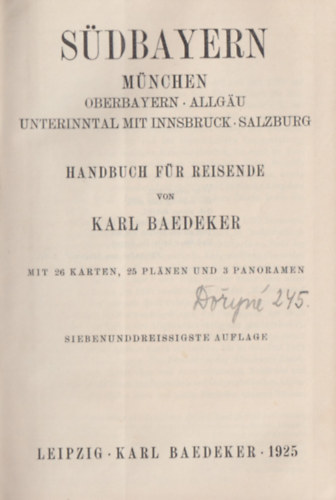 SÜDBAYERN
MÜNCHEN
OBERBAYERN · ALLGÄU
UNTERINNTAL MIT INNSBRUCK · SALZBURG
HANDBUCH FÜR REISENDE
VON
KARL BAEDEKER
MIT 26 KARTEN, 25 PLÄNEN UND 3 PANORAMEN
245.
SIEBENUNDDREISSIGSTE AUFLAGE
LEIPZIG · KARL BAEDEKER · 1925